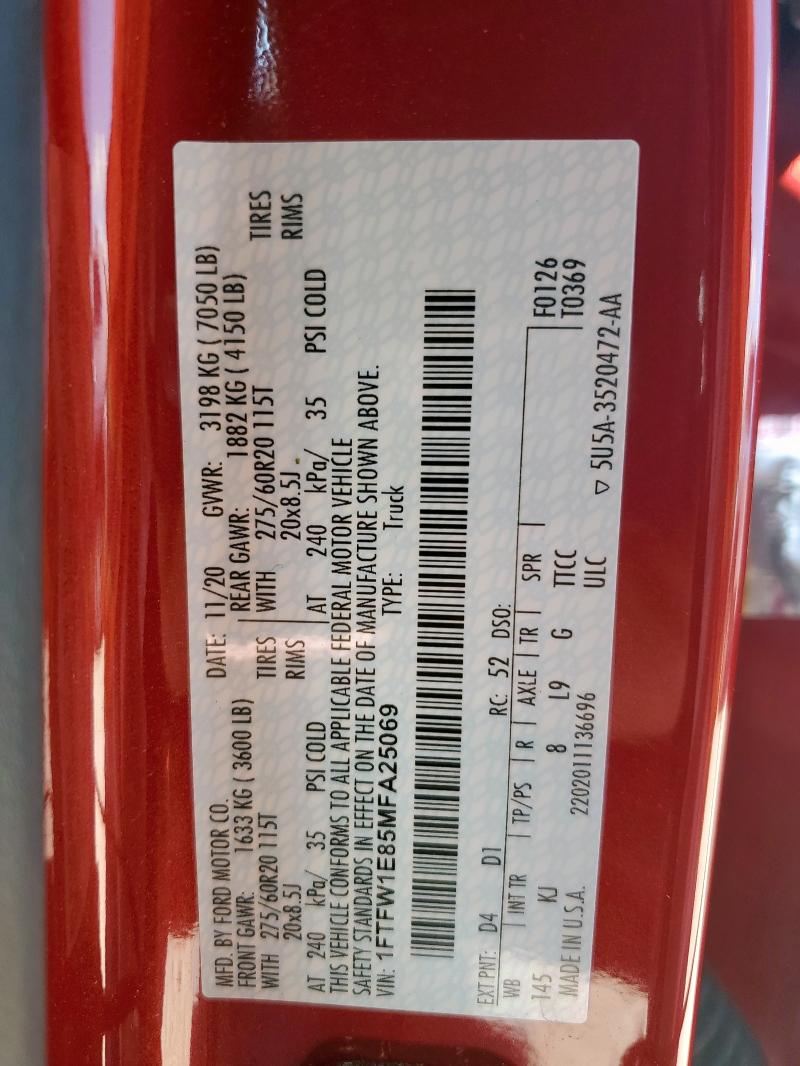 MFD. BY FORD MOTOR CO. DATE: 11/20 GVWR: 3198 KG ( 7050 LB)
FRONT GAWR: 1633 KG ( 3600 LB) REAR GAWR: 1882 KG ( 4150 LB)
WITH 275/60R20 115T TIRES WITH 275/60R20 115T TIRES
20x8.5J RIMS 20x8.5J RIMS
AT 240 kPa/ 35 PSI COLD AT 240 kPa/ 35 PSI COLD
THIS VEHICLE CONFORMS TO ALL APPLICABLE FEDERAL MOTOR VEHICLE
SAFETY STANDARDS IN EFFECT ON THE DATE OF MANUFACTURE SHOWN ABOVE.
VIN: 1FTFW1E85MFA25069 TYPE: Truck
EXT PNT: D4 D1 RC: 52 DSO: F0126
WB INT TR TP/PS R AXLE TR SPR T0369
145 KJ 8 L9 G TTCC
MADE IN U.S.A. 2202011136696 ULC ▽ 5U5A-3520472-AA